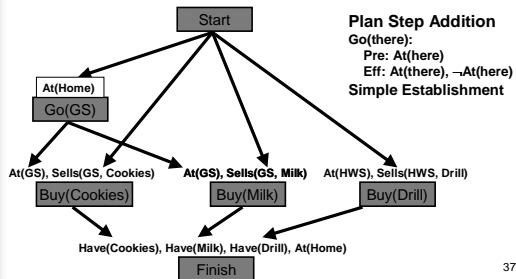 Start
Plan Step Addition
Go(there):
Pre: At(here)
Eff: At(there), ¬At(here)
Simple Establishment
At(Home)
Go(GS)
At(GS), Sells(GS, Cookies) At(GS), Sells(GS, Milk) At(HWS), Sells(HWS, Drill)
Buy(Cookies) Buy(Milk) Buy(Drill)
Have(Cookies), Have(Milk), Have(Drill), At(Home)
Finish
37